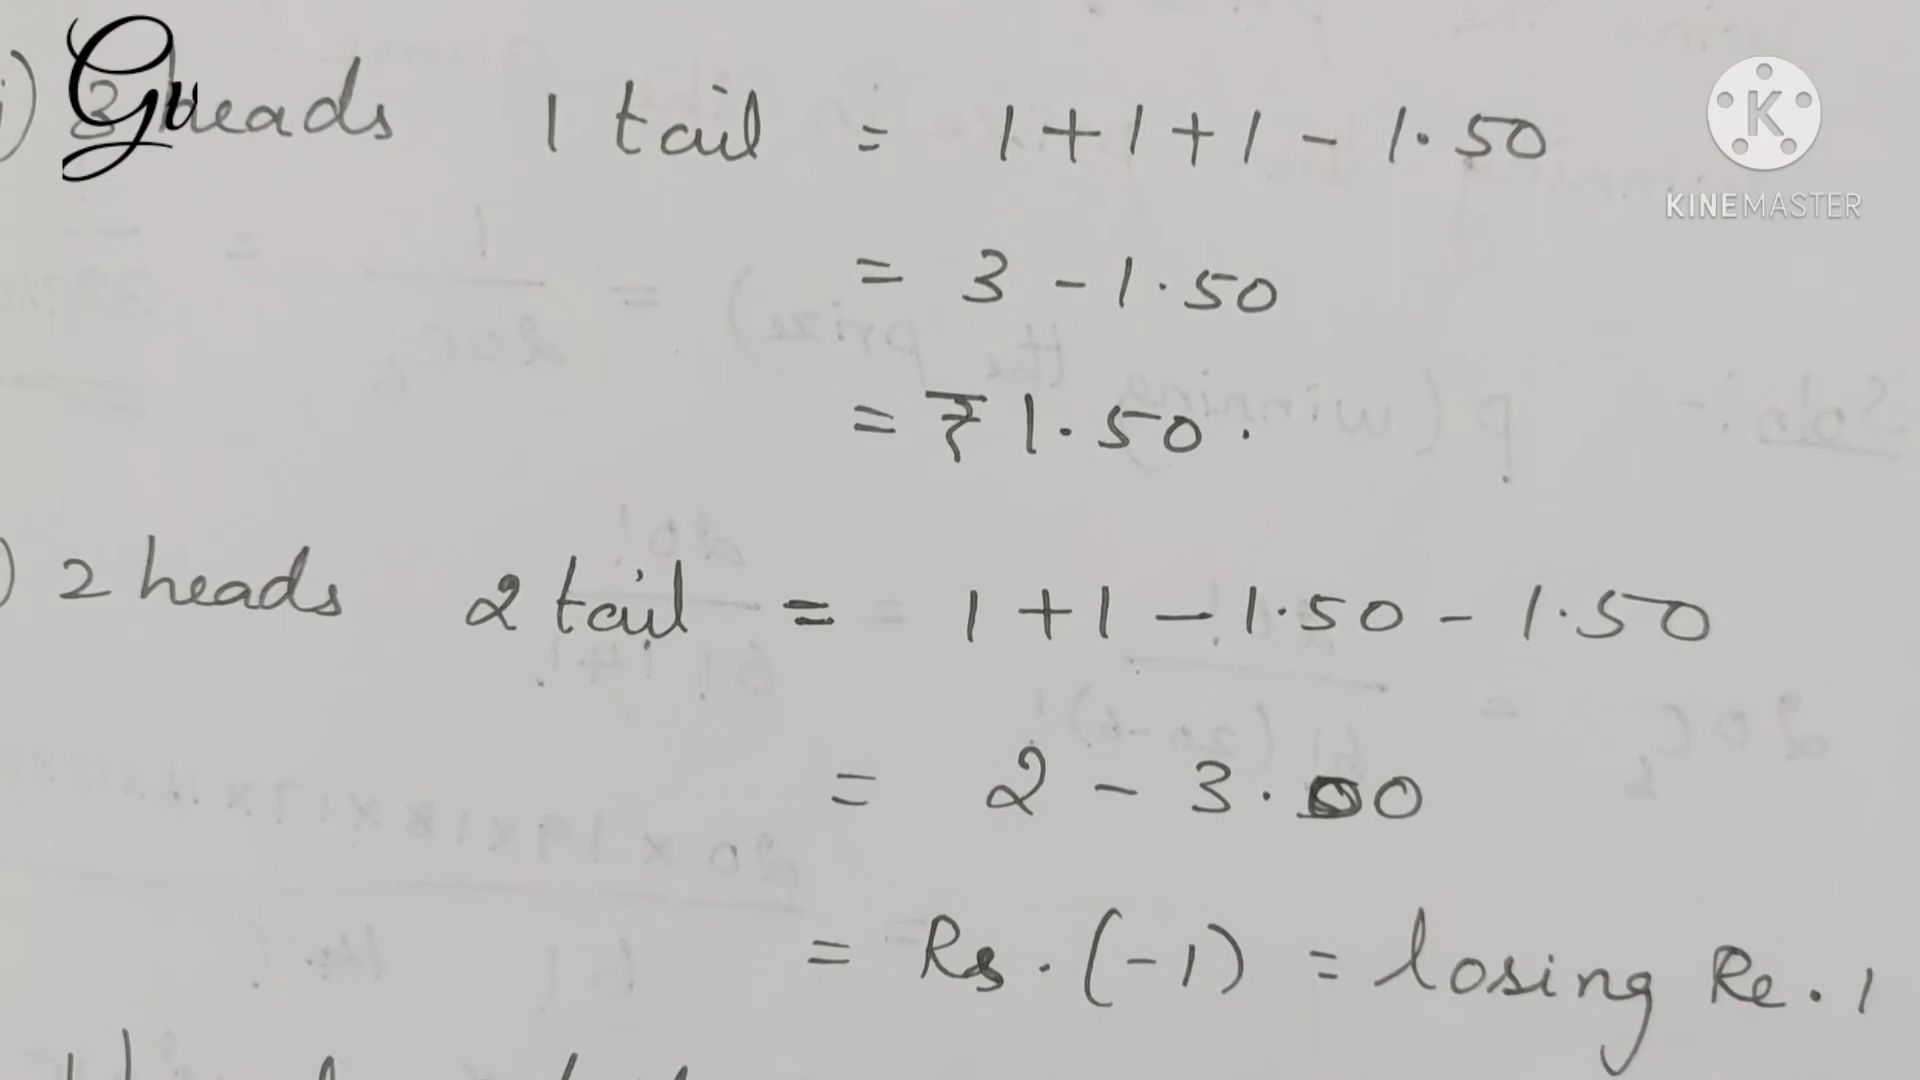 i) 3 heads 1 tail = 1+1+1 - 1.50
Gu
KINEMASTER
= 3 - 1.50
= ₹ 1.50.
) 2 heads 2 tail = 1+1 - 1.50 - 1.50
= 2 - 3.00
= Rs. (-1) = losing Re. 1